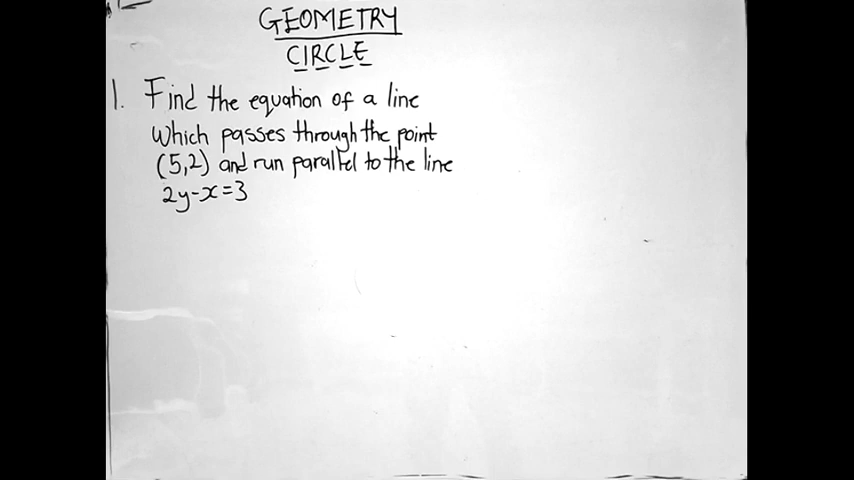 GEOMETRY
CIRCLE
1. Find the equation of a line
which passes through the point
(5,2) and run parallel to the line
2y-x=3